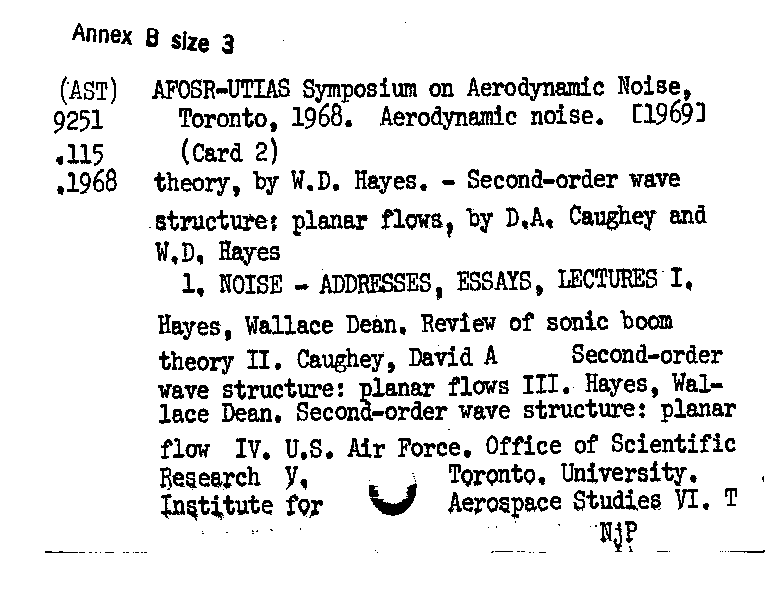 Annex B size 3
(AST) AFOSR-UTIAS Symposium on Aerodynamic Noise,
9251 Toronto, 1968. Aerodynamic noise. [1969]
.115 (Card 2)
.1968 theory, by W.D. Hayes. - Second-order wave
structure: planar flows, by D.A. Caughey and
W.D. Hayes
1. NOISE - ADDRESSES, ESSAYS, LECTURES I.
Hayes, Wallace Dean. Review of sonic boom
theory II. Caughey, David A Second-order
wave structure: planar flows III. Hayes, Wal-
lace Dean. Second-order wave structure: planar
flow IV. U.S. Air Force. Office of Scientific
Research V. Toronto. University.
Institute for Aerospace Studies VI. T
NjP